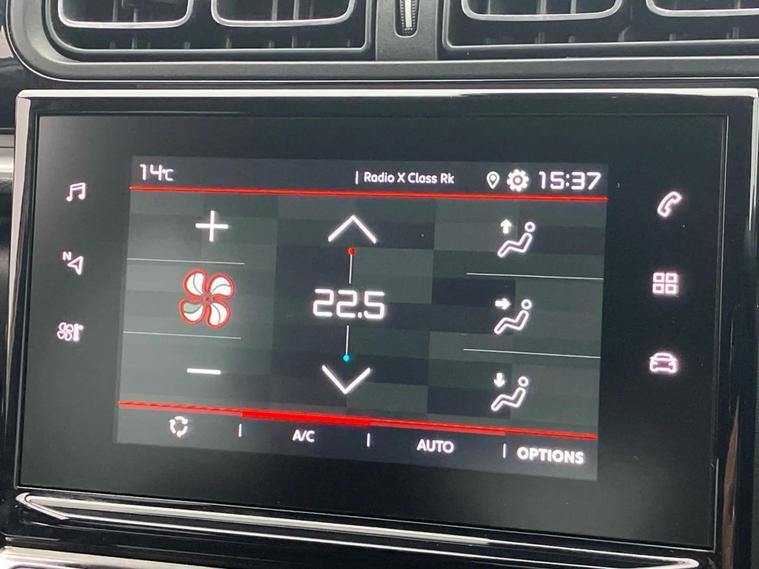 14°C | Radio X Class Rk 15:37
N
22.5
A/C | AUTO | OPTIONS